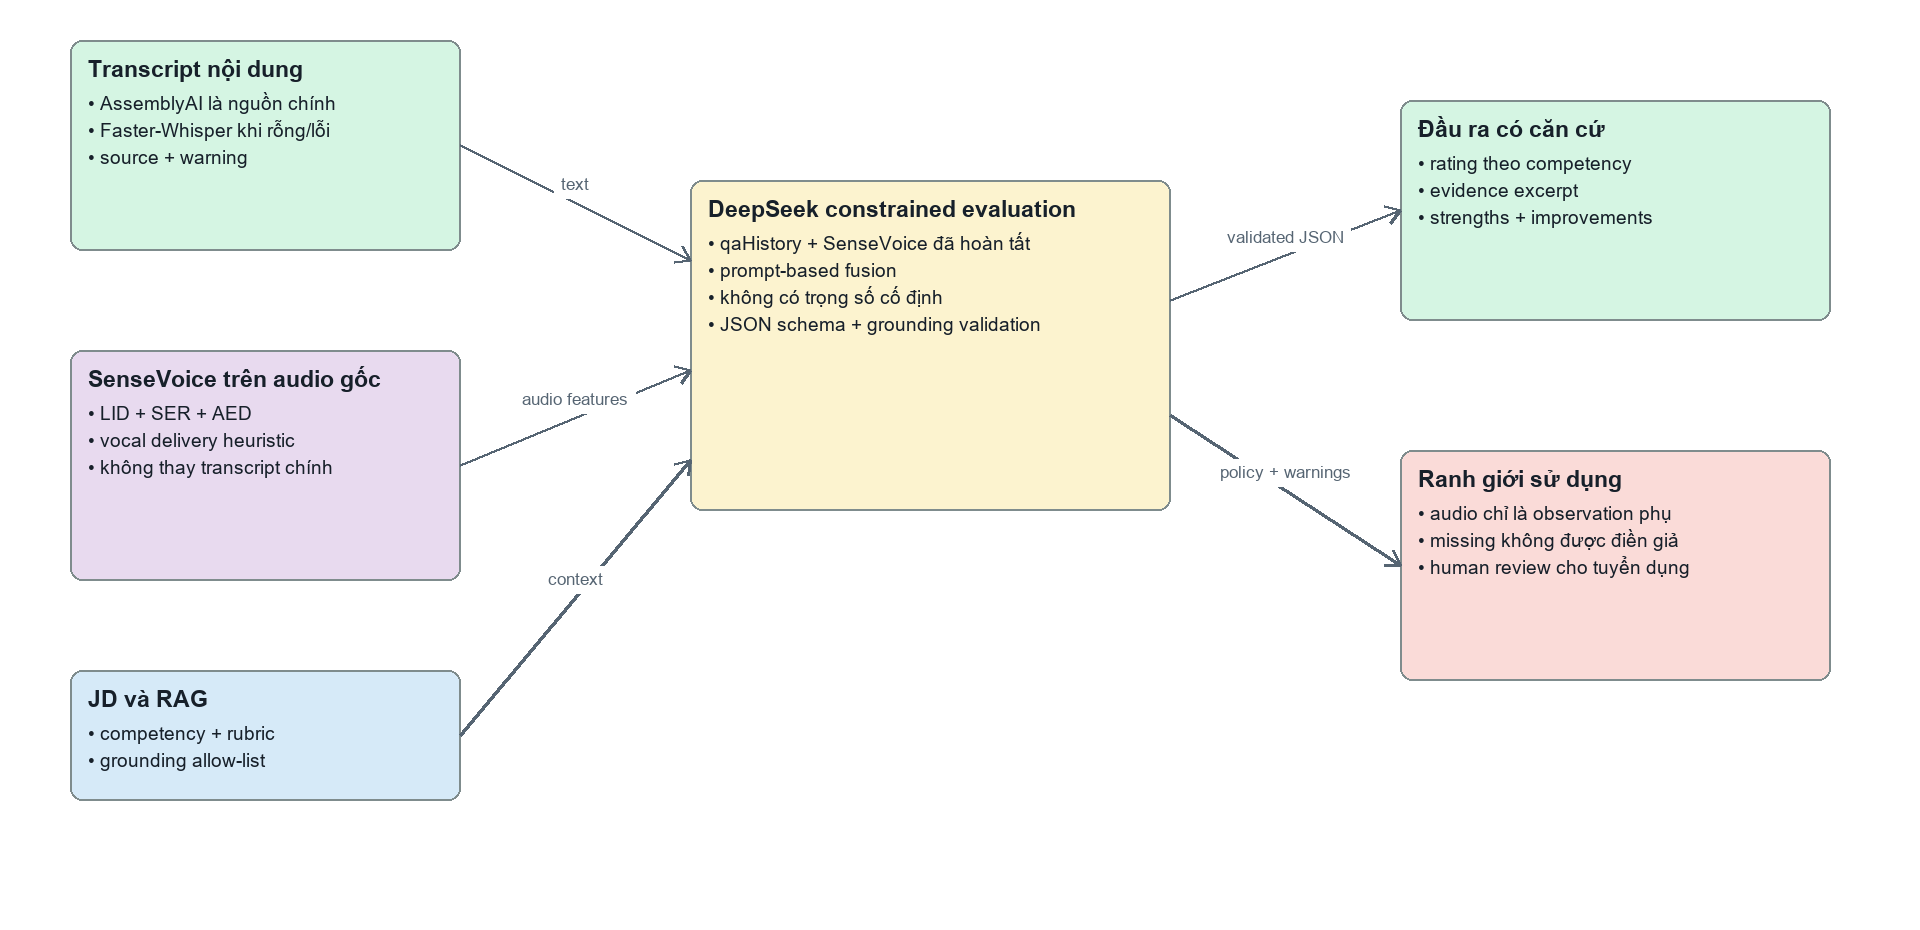 Transcript nội dung
• AssemblyAI là nguồn chính
• Faster-Whisper khi rỗng/lỗi
• source + warning
text
SenseVoice trên audio gốc
• LID + SER + AED
• vocal delivery heuristic
• không thay transcript chính
audio features
JD và RAG
• competency + rubric
• grounding allow-list
context
DeepSeek constrained evaluation
• qaHistory + SenseVoice đã hoàn tất
• prompt-based fusion
• không có trọng số cố định
• JSON schema + grounding validation
validated JSON
Đầu ra có căn cứ
• rating theo competency
• evidence excerpt
• strengths + improvements
policy + warnings
Ranh giới sử dụng
• audio chỉ là observation phụ
• missing không được điền giả
• human review cho tuyển dụng